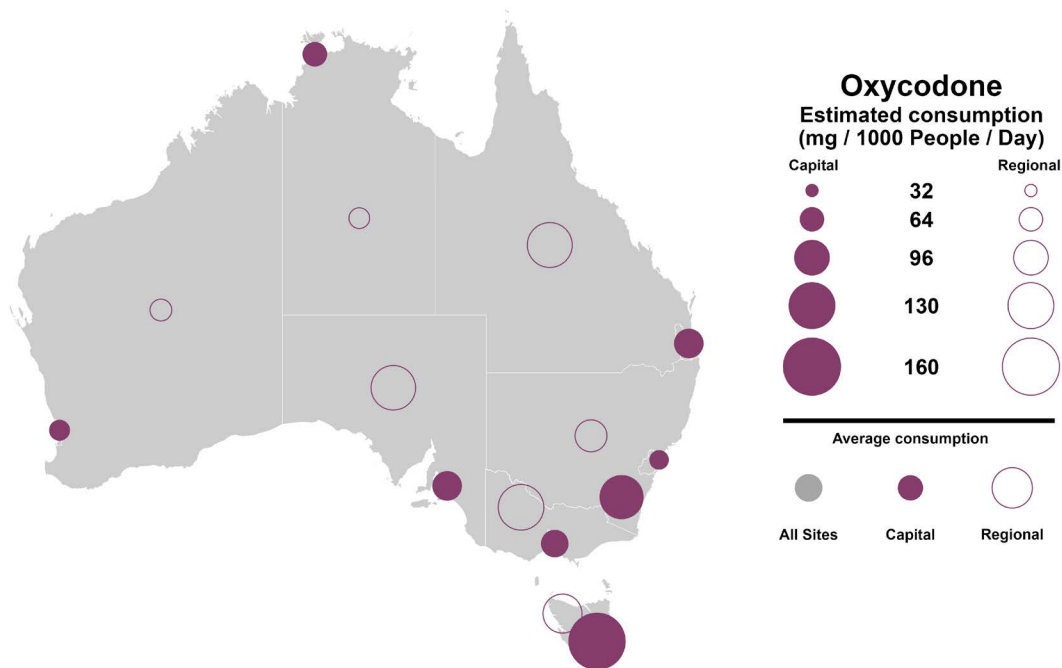 Oxycodone
Estimated consumption
(mg / 1000 People / Day)
Capital Regional
32
64
96
130
160
Average consumption
All Sites Capital Regional